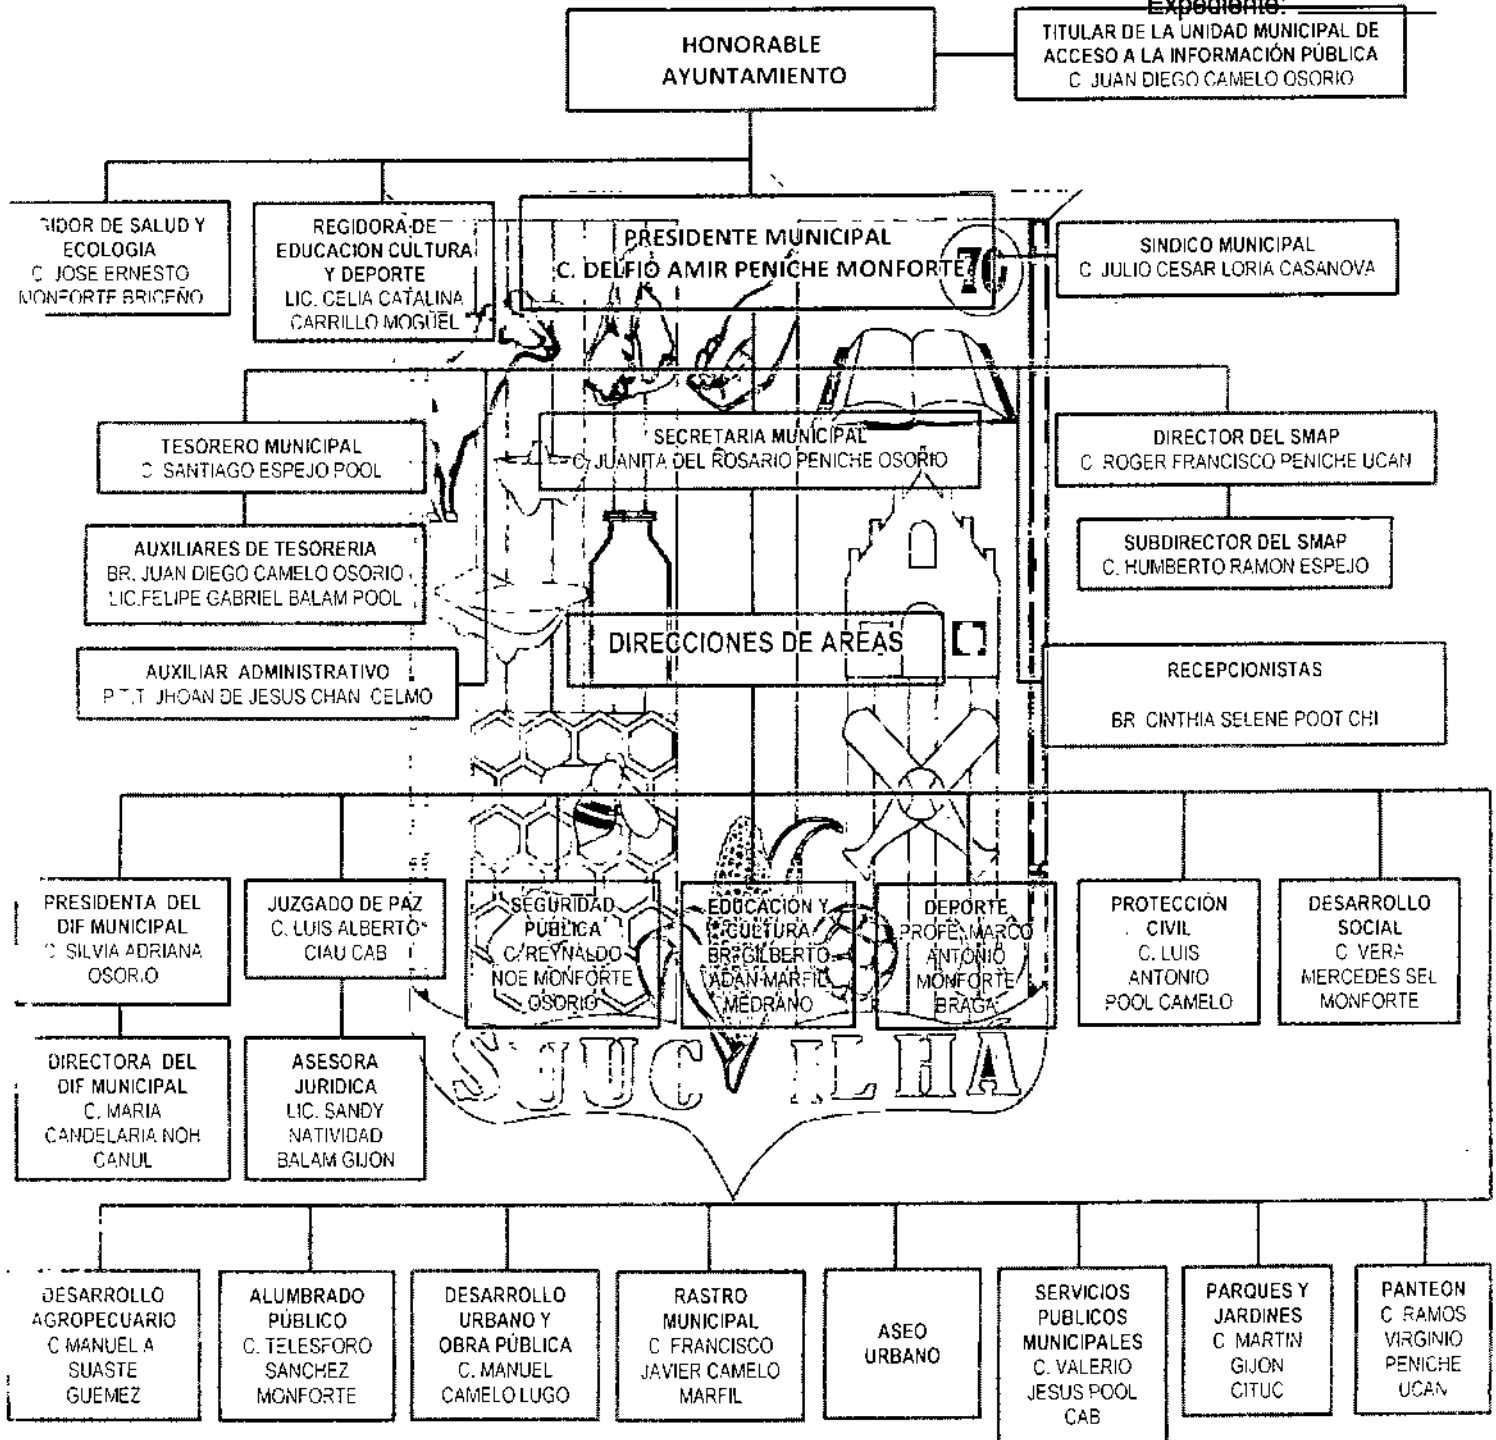 Expediente:
HONORABLE
AYUNTAMIENTO
TITULAR DE LA UNIDAD MUNICIPAL DE
ACCESO A LA INFORMACIÓN PÚBLICA
C JUAN DIEGO CAMELO OSORIO
IDOR DE SALUD Y
ECOLOGIA
C. JOSE ERNESTO
MONFORTE BRICEÑO
REGIDORA DE
EDUCACION CULTURA
Y DEPORTE
LIC. CELIA CATALINA
CARRILLO MOGUEL
PRESIDENTE MUNICIPAL
C. DELFIO AMIR PENICHE MONFORTE
SINDICO MUNICIPAL
C JULIO CESAR LORIA CASANOVA
TESORERO MUNICIPAL
C SANTIAGO ESPEJO POOL
SECRETARIA MUNICIPAL
C. JUANITA DEL ROSARIO PENICHE OSORIO
DIRECTOR DEL SMAP
C ROGER FRANCISCO PENICHE UCAN
AUXILIARES DE TESORERIA
BR. JUAN DIEGO CAMELO OSORIO
LIC.FELIPE GABRIEL BALAM POOL
SUBDIRECTOR DEL SMAP
C. HUMBERTO RAMON ESPEJO
AUXILIAR ADMINISTRATIVO
P.T.T JHOAN DE JESUS CHAN CELMO
DIRECCIONES DE AREAS
RECEPCIONISTAS
BR CINTHIA SELENE POOT CHI
PRESIDENTA DEL
DIF MUNICIPAL
C SILVIA ADRIANA
OSORIO
JUZGADO DE PAZ
C. LUIS ALBERTO
CIAU CAB
SEGURIDAD
PÚBLICA
C. REYNALDO
NOE MONFORTE
OSORIO
EDUCACIÓN Y
CULTURA
BR. GILBERTO
ADAN MARFIL
MEDRANO
DEPORTE
PROFE. MARCO
ANTONIO
MONFORTE
BRAGA
PROTECCIÓN
CIVIL
C. LUIS
ANTONIO
POOL CAMELO
DESARROLLO
SOCIAL
C VERA
MERCEDES SEL
MONFORTE
DIRECTORA DEL
DIF MUNICIPAL
C. MARIA
CANDELARIA NOH
CANUL
ASESORA
JURIDICA
LIC. SANDY
NATIVIDAD
BALAM GIJON
DESARROLLO
AGROPECUARIO
C MANUEL A
SUASTE
GUEMEZ
ALUMBRADO
PÚBLICO
C. TELESFORO
SANCHEZ
MONFORTE
DESARROLLO
URBANO Y
OBRA PÚBLICA
C. MANUEL
CAMELO LUGO
RASTRO
MUNICIPAL
C FRANCISCO
JAVIER CAMELO
MARFIL
ASEO
URBANO
SERVICIOS
PUBLICOS
MUNICIPALES
C. VALERIO
JESUS POOL
CAB
PARQUES Y
JARDINES
C MARTIN
GIJON
CITUC
PANTEON
C RAMOS
VIRGINIO
PENICHE
UCAN